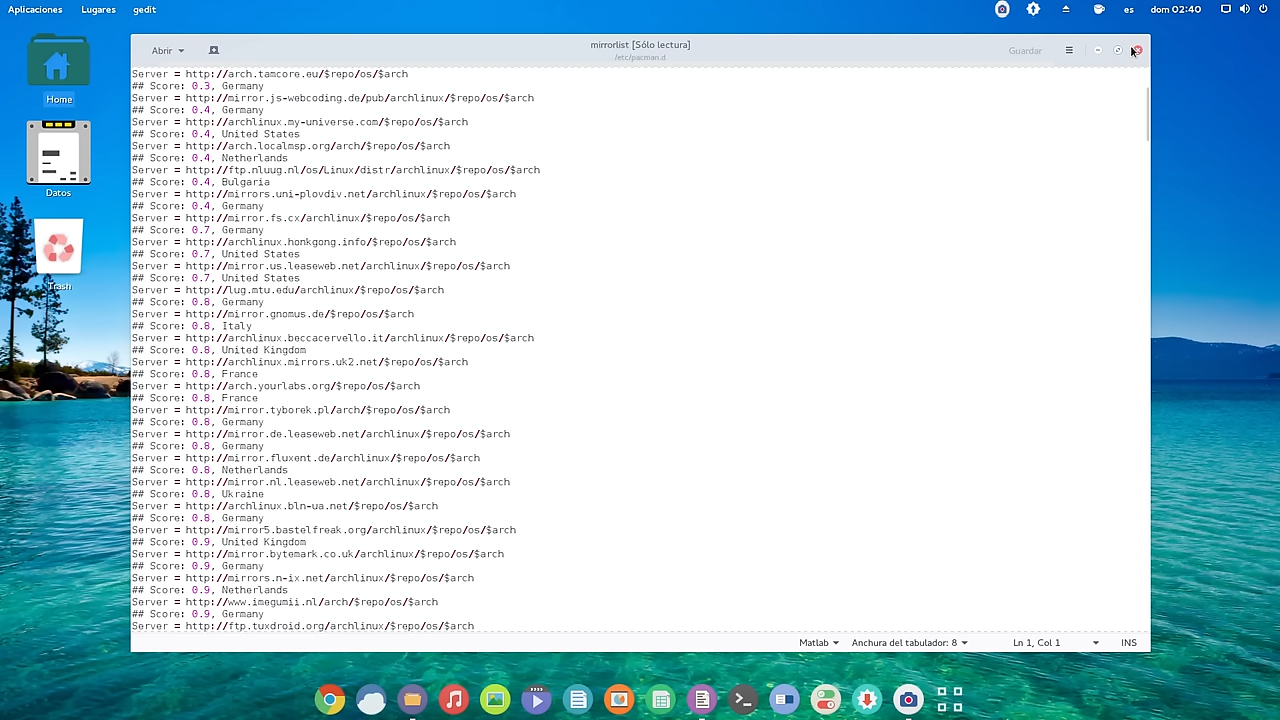 Aplicaciones Lugares gedit es dom 02:40
Abrir mirrorlist [Sólo lectura] Guardar
/etc/pacman.d
Home
Datos
Trash
Server = http://arch.tamcore.eu/$repo/os/$arch
## Score: 0.3, Germany
Server = http://mirror.js-webcoding.de/pub/archlinux/$repo/os/$arch
## Score: 0.4, Germany
Server = http://archlinux.my-universe.com/$repo/os/$arch
## Score: 0.4, United States
Server = http://arch.localmsp.org/arch/$repo/os/$arch
## Score: 0.4, Netherlands
Server = http://ftp.nluug.nl/os/Linux/distr/archlinux/$repo/os/$arch
## Score: 0.4, Bulgaria
Server = http://mirrors.uni-plovdiv.net/archlinux/$repo/os/$arch
## Score: 0.4, Germany
Server = http://mirror.fs.cx/archlinux/$repo/os/$arch
## Score: 0.7, Germany
Server = http://archlinux.honkgong.info/$repo/os/$arch
## Score: 0.7, United States
Server = http://mirror.us.leaseweb.net/archlinux/$repo/os/$arch
## Score: 0.7, United States
Server = http://lug.mtu.edu/archlinux/$repo/os/$arch
## Score: 0.8, Germany
Server = http://mirror.gnomus.de/$repo/os/$arch
## Score: 0.8, Italy
Server = http://archlinux.beccacervello.it/archlinux/$repo/os/$arch
## Score: 0.8, United Kingdom
Server = http://archlinux.mirrors.uk2.net/$repo/os/$arch
## Score: 0.8, France
Server = http://arch.yourlabs.org/$repo/os/$arch
## Score: 0.8, France
Server = http://mirror.tyborek.pl/arch/$repo/os/$arch
## Score: 0.8, Germany
Server = http://mirror.de.leaseweb.net/archlinux/$repo/os/$arch
## Score: 0.8, Germany
Server = http://mirror.fluxent.de/archlinux/$repo/os/$arch
## Score: 0.8, Netherlands
Server = http://mirror.nl.leaseweb.net/archlinux/$repo/os/$arch
## Score: 0.8, Ukraine
Server = http://archlinux.bln-ua.net/$repo/os/$arch
## Score: 0.8, Germany
Server = http://mirror5.bastelfreak.org/archlinux/$repo/os/$arch
## Score: 0.9, United Kingdom
Server = http://mirror.bytemark.co.uk/archlinux/$repo/os/$arch
## Score: 0.9, Germany
Server = http://mirrors.n-ix.net/archlinux/$repo/os/$arch
## Score: 0.9, Netherlands
Server = http://www.imegumii.nl/arch/$repo/os/$arch
## Score: 0.9, Germany
Server = http://ftp.tuxdroid.org/archlinux/$repo/os/$arch
Matlab Anchura del tabulador: 8 Ln 1, Col 1 INS